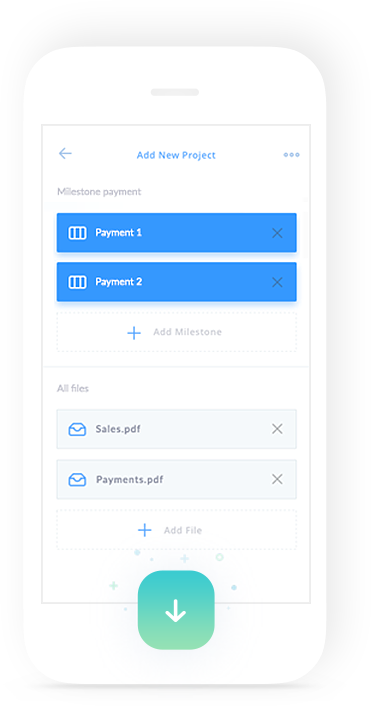 Add New Project
Milestone payment
Payment 1
Payment 2
Add Milestone
All files
Sales.pdf
Payments.pdf
Add File